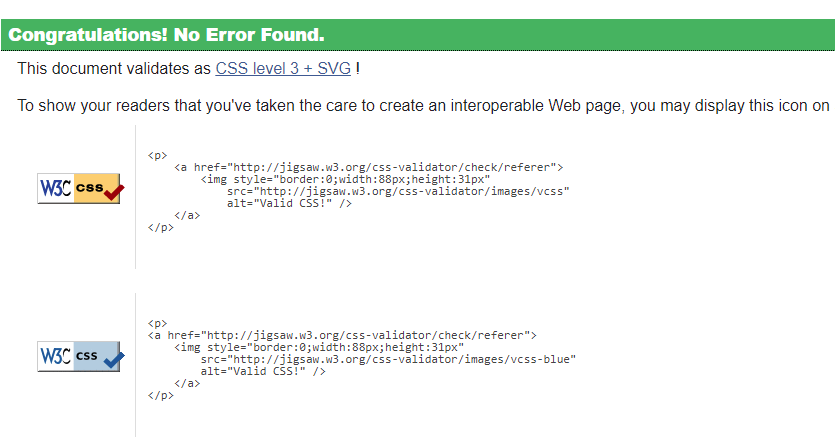 Congratulations! No Error Found.
This document validates as CSS level 3 + SVG !
To show your readers that you've taken the care to create an interoperable Web page, you may display this icon on
W3C css
<p>
<a href="http://jigsaw.w3.org/css-validator/check/referer">
<img style="border:0;width:88px;height:31px"
src="http://jigsaw.w3.org/css-validator/images/vcss"
alt="Valid CSS!" />
</a>
</p>
W3C css
<p>
<a href="http://jigsaw.w3.org/css-validator/check/referer">
<img style="border:0;width:88px;height:31px"
src="http://jigsaw.w3.org/css-validator/images/vcss-blue"
alt="Valid CSS!" />
</a>
</p>